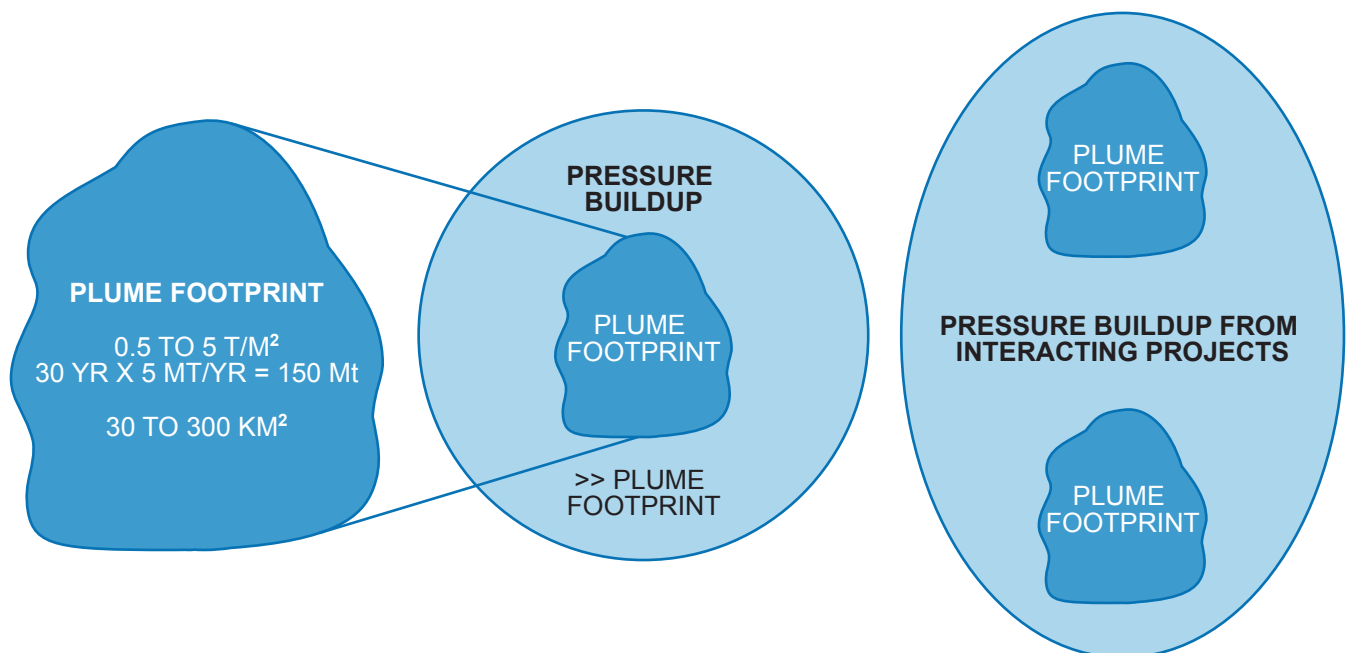 PLUME FOOTPRINT
0.5 TO 5 T/M²
30 YR X 5 MT/YR = 150 Mt
30 TO 300 KM²
PRESSURE
BUILDUP
PLUME
FOOTPRINT
>> PLUME
FOOTPRINT
PLUME
FOOTPRINT
PRESSURE BUILDUP FROM
INTERACTING PROJECTS
PLUME
FOOTPRINT